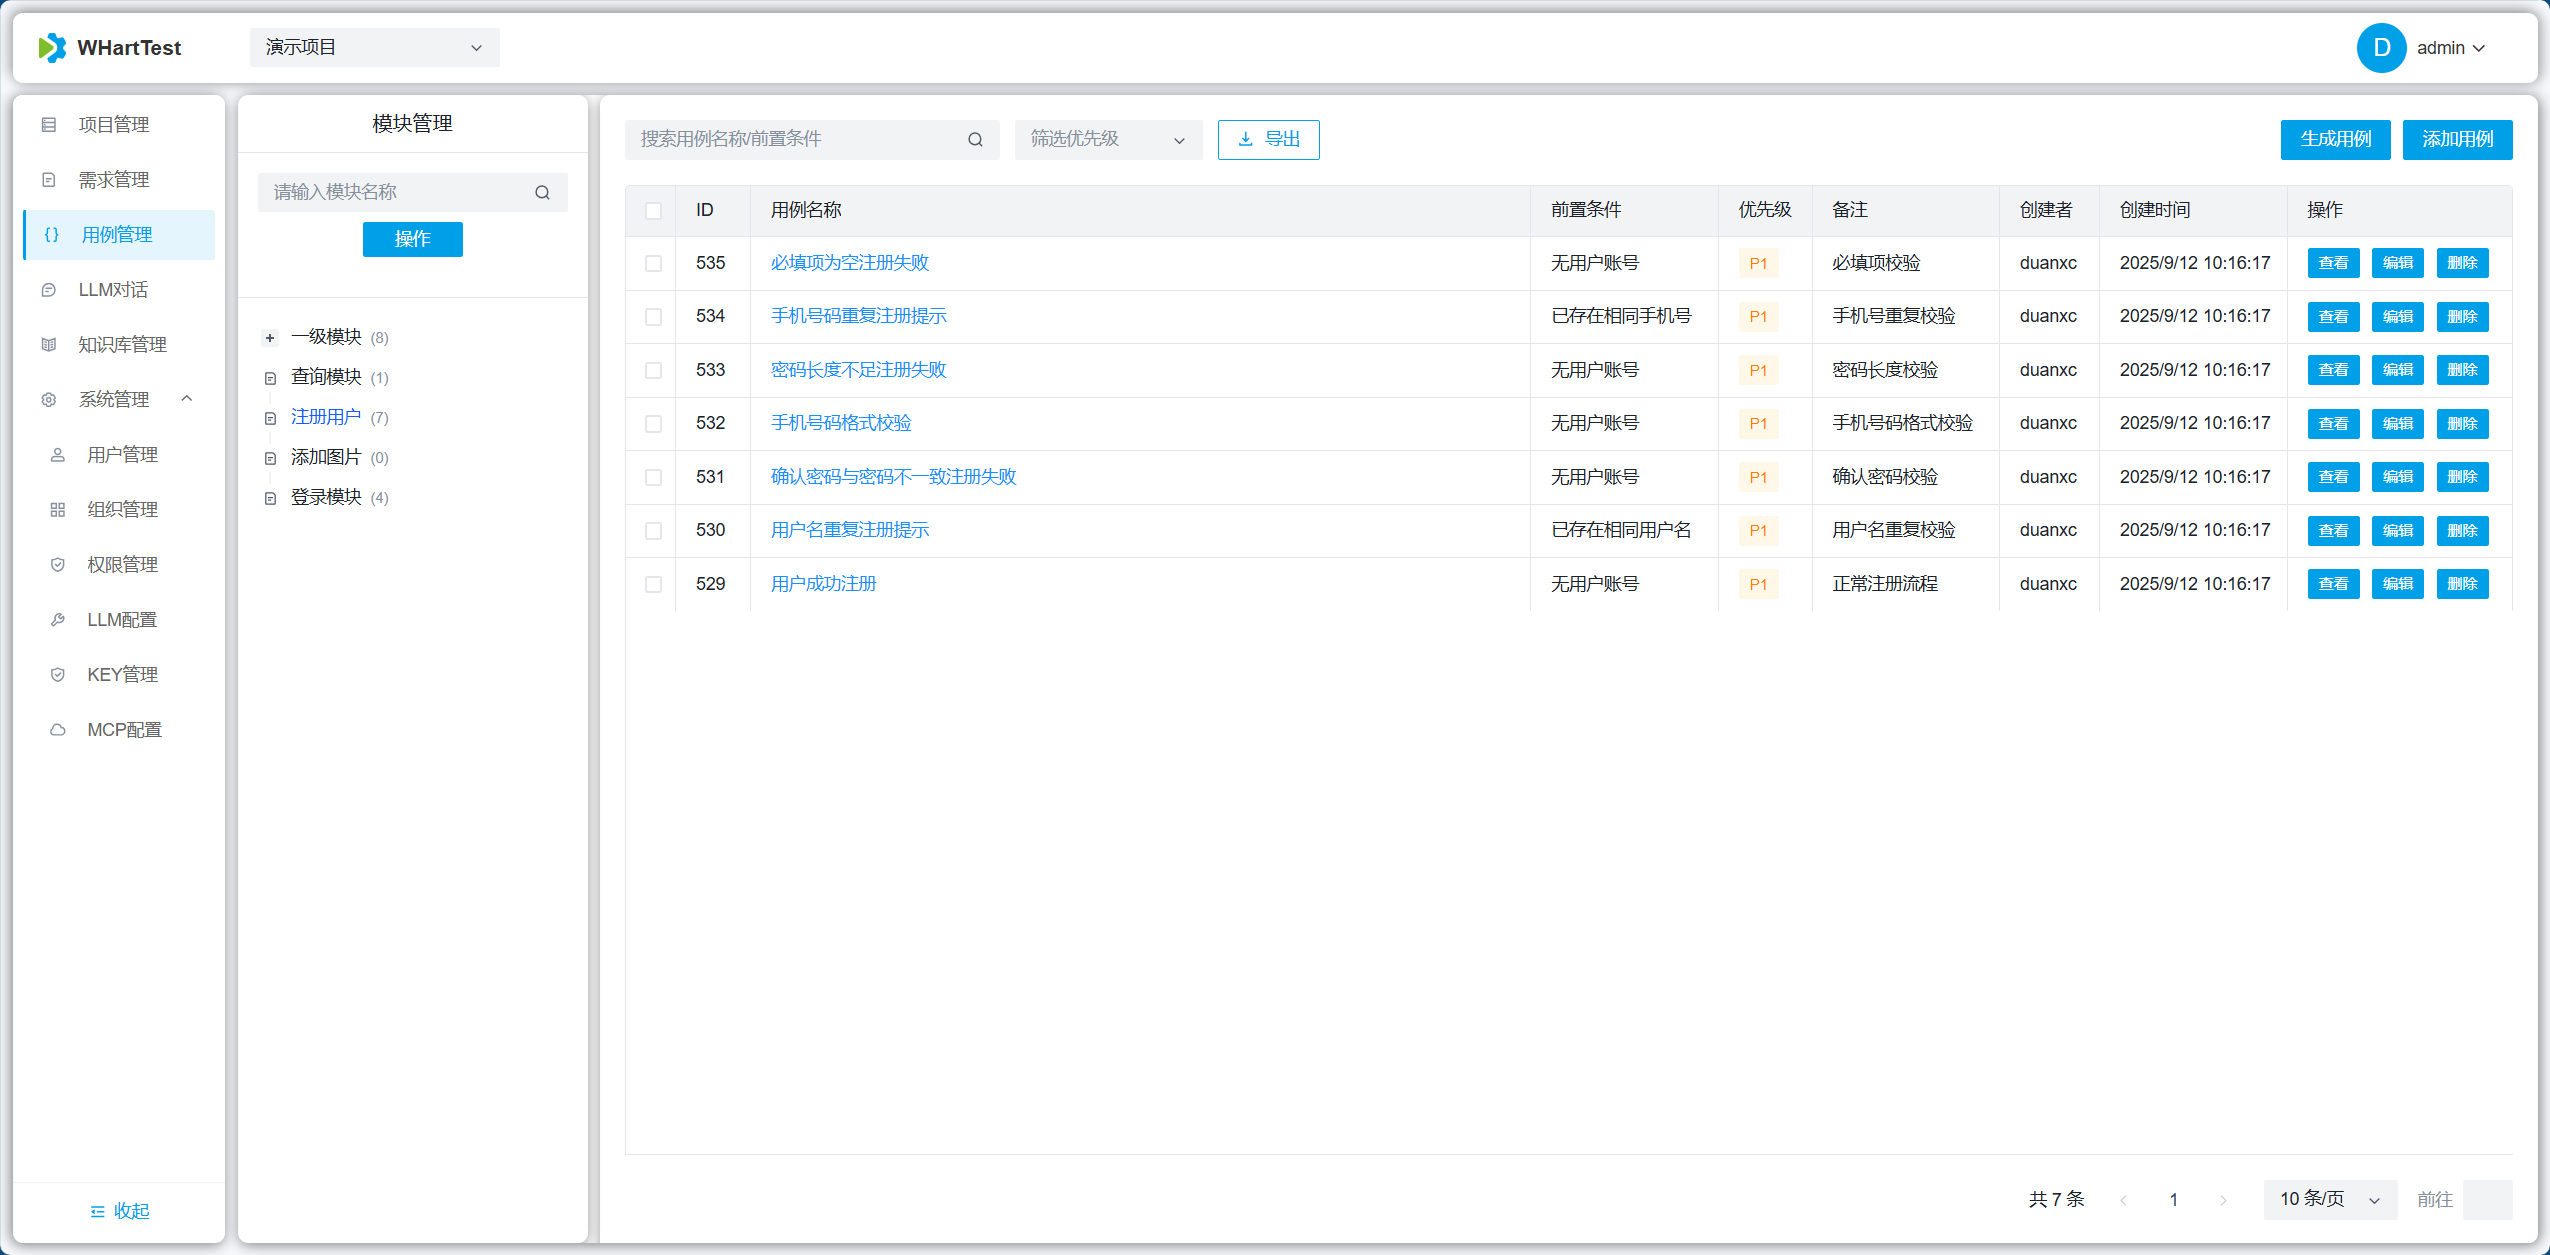 WHartTest
演示项目
D
admin
项目管理
需求管理
用例管理
LLM对话
知识库管理
系统管理
用户管理
组织管理
权限管理
LLM配置
KEY管理
MCP配置
收起
模块管理
请输入模块名称
操作
一级模块 (8)
查询模块 (1)
注册用户 (7)
添加图片 (0)
登录模块 (4)
搜索用例名称/前置条件 筛选优先级 导出 生成用例 添加用例
ID 用例名称 前置条件 优先级 备注 创建者 创建时间 操作
535 必填项为空注册失败 无用户账号 P1 必填项校验 duanxc 2025/9/12 10:16:17 查看 编辑 删除
534 手机号码重复注册提示 已存在相同手机号 P1 手机号重复校验 duanxc 2025/9/12 10:16:17 查看 编辑 删除
533 密码长度不足注册失败 无用户账号 P1 密码长度校验 duanxc 2025/9/12 10:16:17 查看 编辑 删除
532 手机号码格式校验 无用户账号 P1 手机号码格式校验 duanxc 2025/9/12 10:16:17 查看 编辑 删除
531 确认密码与密码不一致注册失败 无用户账号 P1 确认密码校验 duanxc 2025/9/12 10:16:17 查看 编辑 删除
530 用户名重复注册提示 已存在相同用户名 P1 用户名重复校验 duanxc 2025/9/12 10:16:17 查看 编辑 删除
529 用户成功注册 无用户账号 P1 正常注册流程 duanxc 2025/9/12 10:16:17 查看 编辑 删除
共 7 条 1 10 条/页 前往